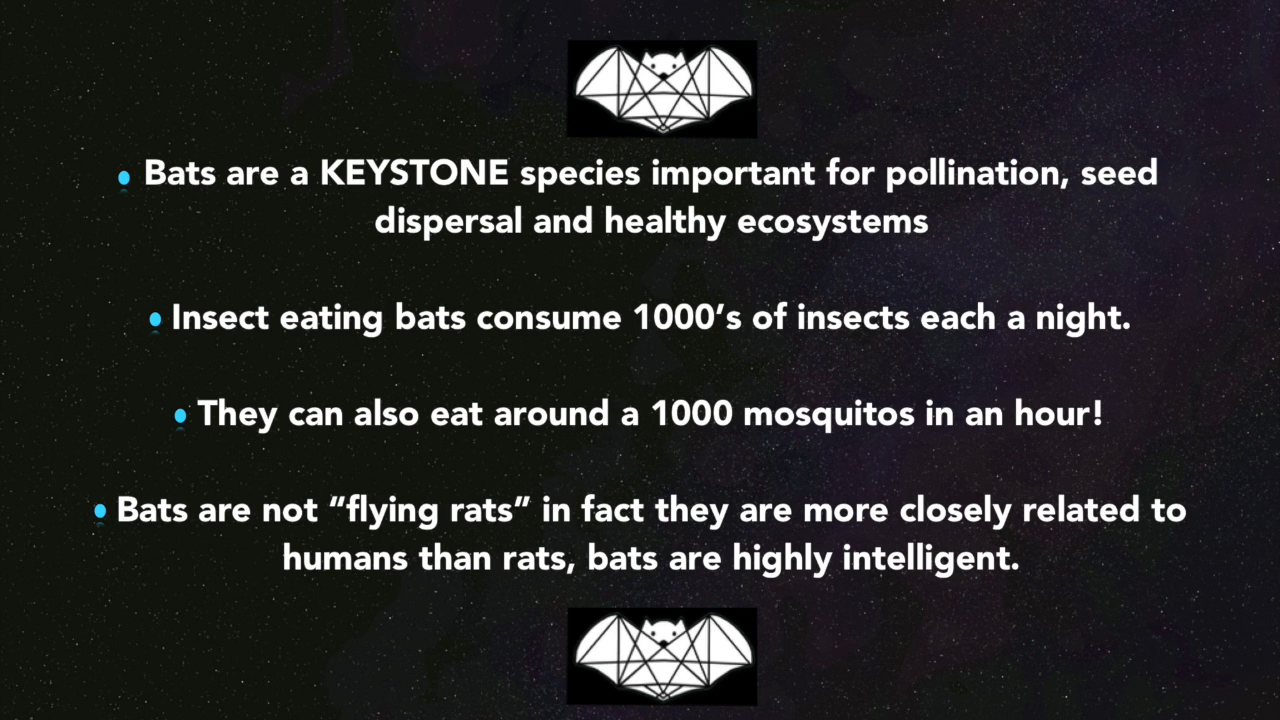 • Bats are a KEYSTONE species important for pollination, seed
dispersal and healthy ecosystems
• Insect eating bats consume 1000’s of insects each a night.
• They can also eat around a 1000 mosquitos in an hour!
• Bats are not “flying rats” in fact they are more closely related to
humans than rats, bats are highly intelligent.